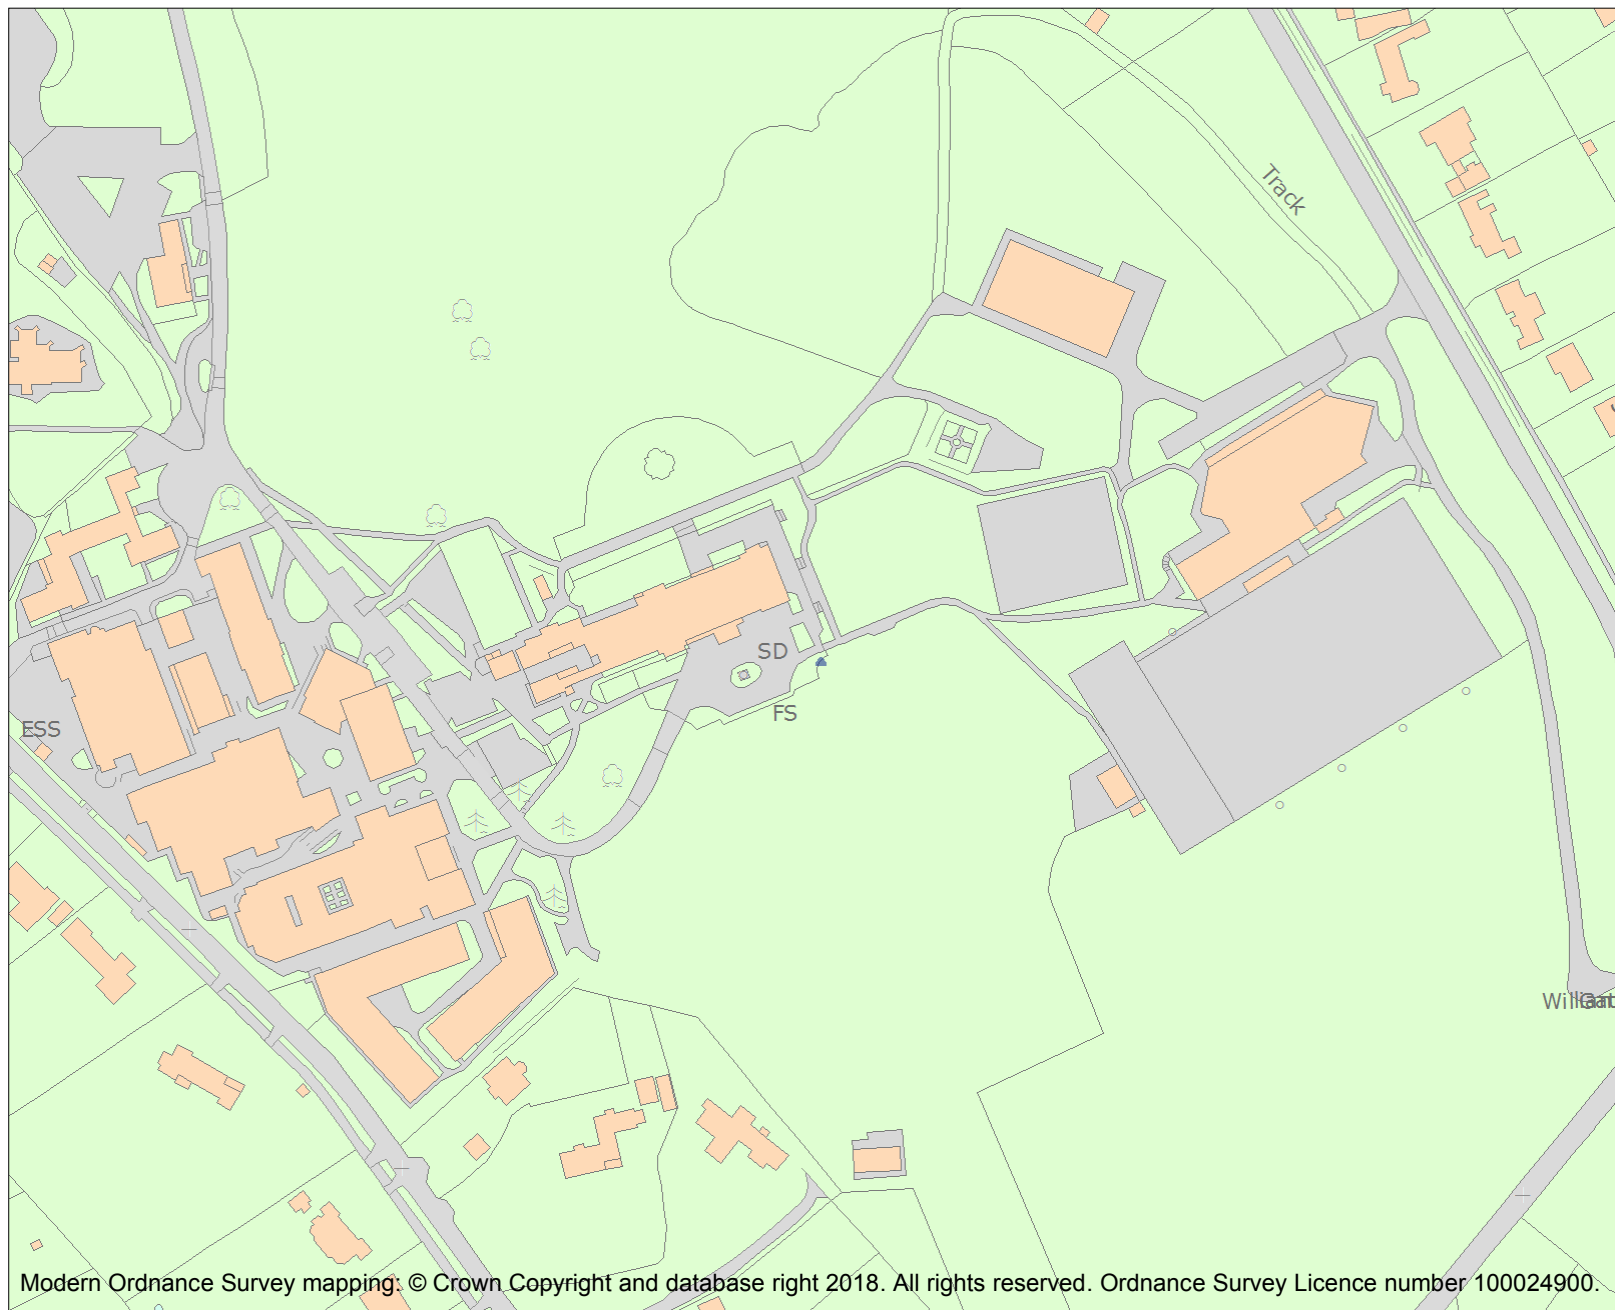 Track
SD
FS
ESS
Modern Ordnance Survey mapping: © Crown Copyright and database right 2018. All rights reserved. Ordnance Survey Licence number 100024900.